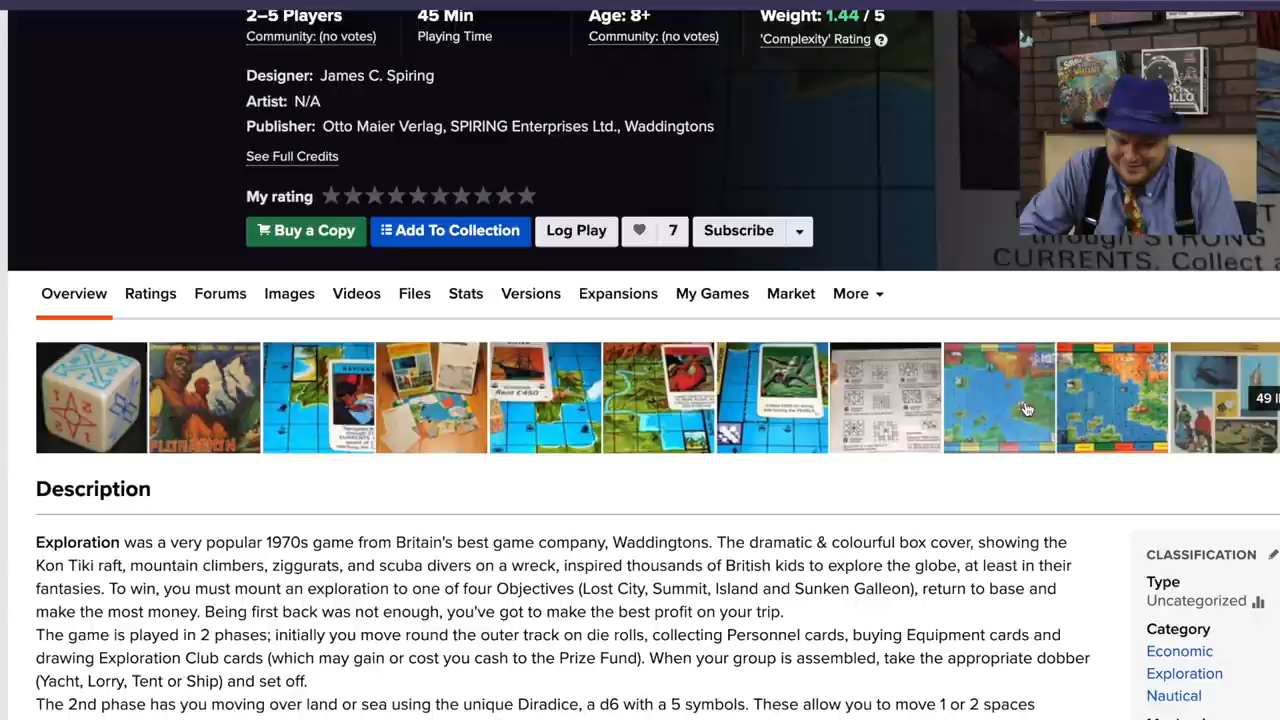 2–5 Players
45 Min
Age: 8+
Weight: 1.44 / 5
Community: (no votes)
Playing Time
Community: (no votes)
'Complexity' Rating
Designer: James C. Spiring
Artist: N/A
Publisher: Otto Maier Verlag, SPIRING Enterprises Ltd., Waddingtons
See Full Credits
My rating
Buy a Copy
Add To Collection
Log Play
7
Subscribe
through STRONG
CURRENTS. Collect
Overview
Ratings
Forums
Images
Videos
Files
Stats
Versions
Expansions
My Games
Market
More
Rent £450
49
Description
Exploration was a very popular 1970s game from Britain's best game company, Waddingtons. The dramatic & colourful box cover, showing the
Kon Tiki raft, mountain climbers, ziggurats, and scuba divers on a wreck, inspired thousands of British kids to explore the globe, at least in their
fantasies. To win, you must mount an exploration to one of four Objectives (Lost City, Summit, Island and Sunken Galleon), return to base and
make the most money. Being first back was not enough, you've got to make the best profit on your trip.
The game is played in 2 phases; initially you move round the outer track on die rolls, collecting Personnel cards, buying Equipment cards and
drawing Exploration Club cards (which may gain or cost you cash to the Prize Fund). When your group is assembled, take the appropriate dobber
(Yacht, Lorry, Tent or Ship) and set off.
The 2nd phase has you moving over land or sea using the unique Diradice, a d6 with a 5 symbols. These allow you to move 1 or 2 spaces
CLASSIFICATION
Type
Uncategorized
Category
Economic
Exploration
Nautical